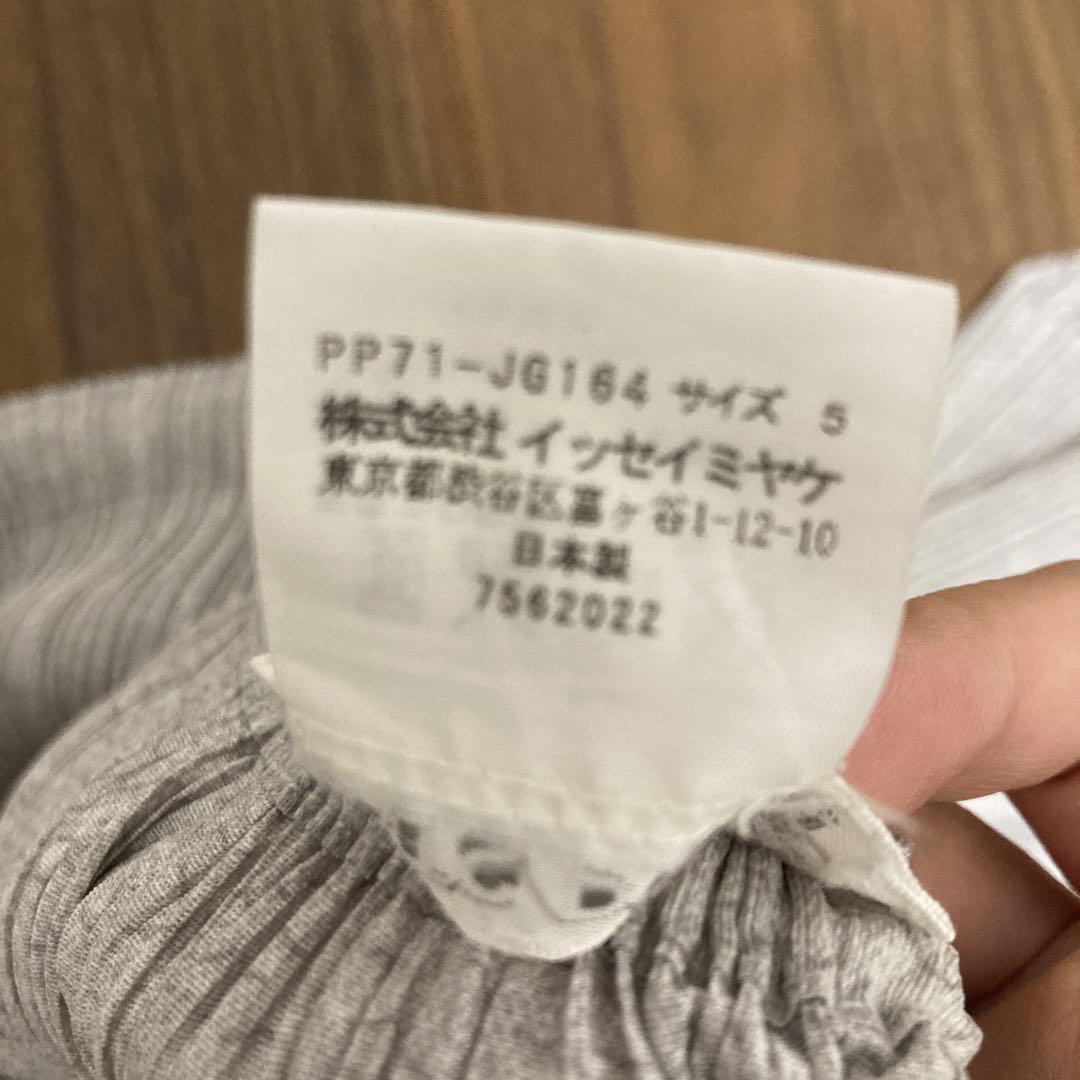 PP71-JG164 サイズ 5
株式会社 イッセイミヤケ
東京都渋谷区富ヶ谷1-12-10
日本製
7562022